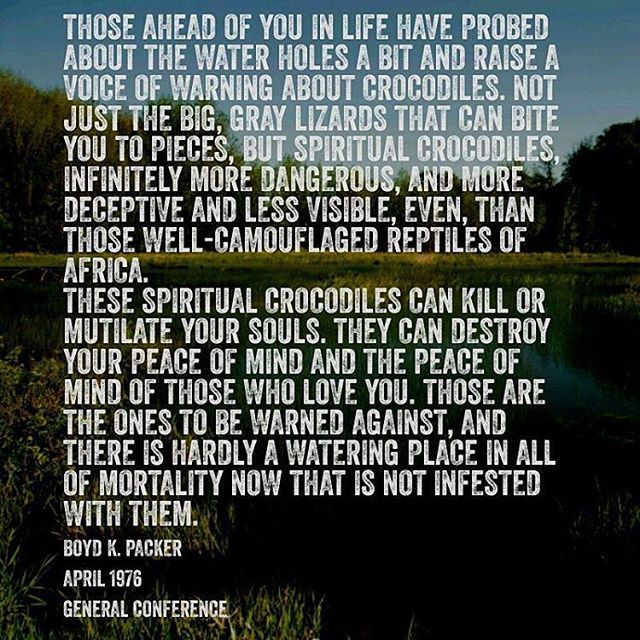 THOSE AHEAD OF YOU IN LIFE HAVE PROBED
ABOUT THE WATER HOLES A BIT AND RAISE A
VOICE OF WARNING ABOUT CROCODILES. NOT
JUST THE BIG, GRAY LIZARDS THAT CAN BITE
YOU TO PIECES, BUT SPIRITUAL CROCODILES,
INFINITELY MORE DANGEROUS, AND MORE
DECEPTIVE AND LESS VISIBLE, EVEN, THAN
THOSE WELL-CAMOUFLAGED REPTILES OF
AFRICA.
THESE SPIRITUAL CROCODILES CAN KILL OR
MUTILATE YOUR SOULS. THEY CAN DESTROY
YOUR PEACE OF MIND AND THE PEACE OF
MIND OF THOSE WHO LOVE YOU. THOSE ARE
THE ONES TO BE WARNED AGAINST, AND
THERE IS HARDLY A WATERING PLACE IN ALL
OF MORTALITY NOW THAT IS NOT INFESTED
WITH THEM.
BOYD K. PACKER
APRIL 1976
GENERAL CONFERENCE